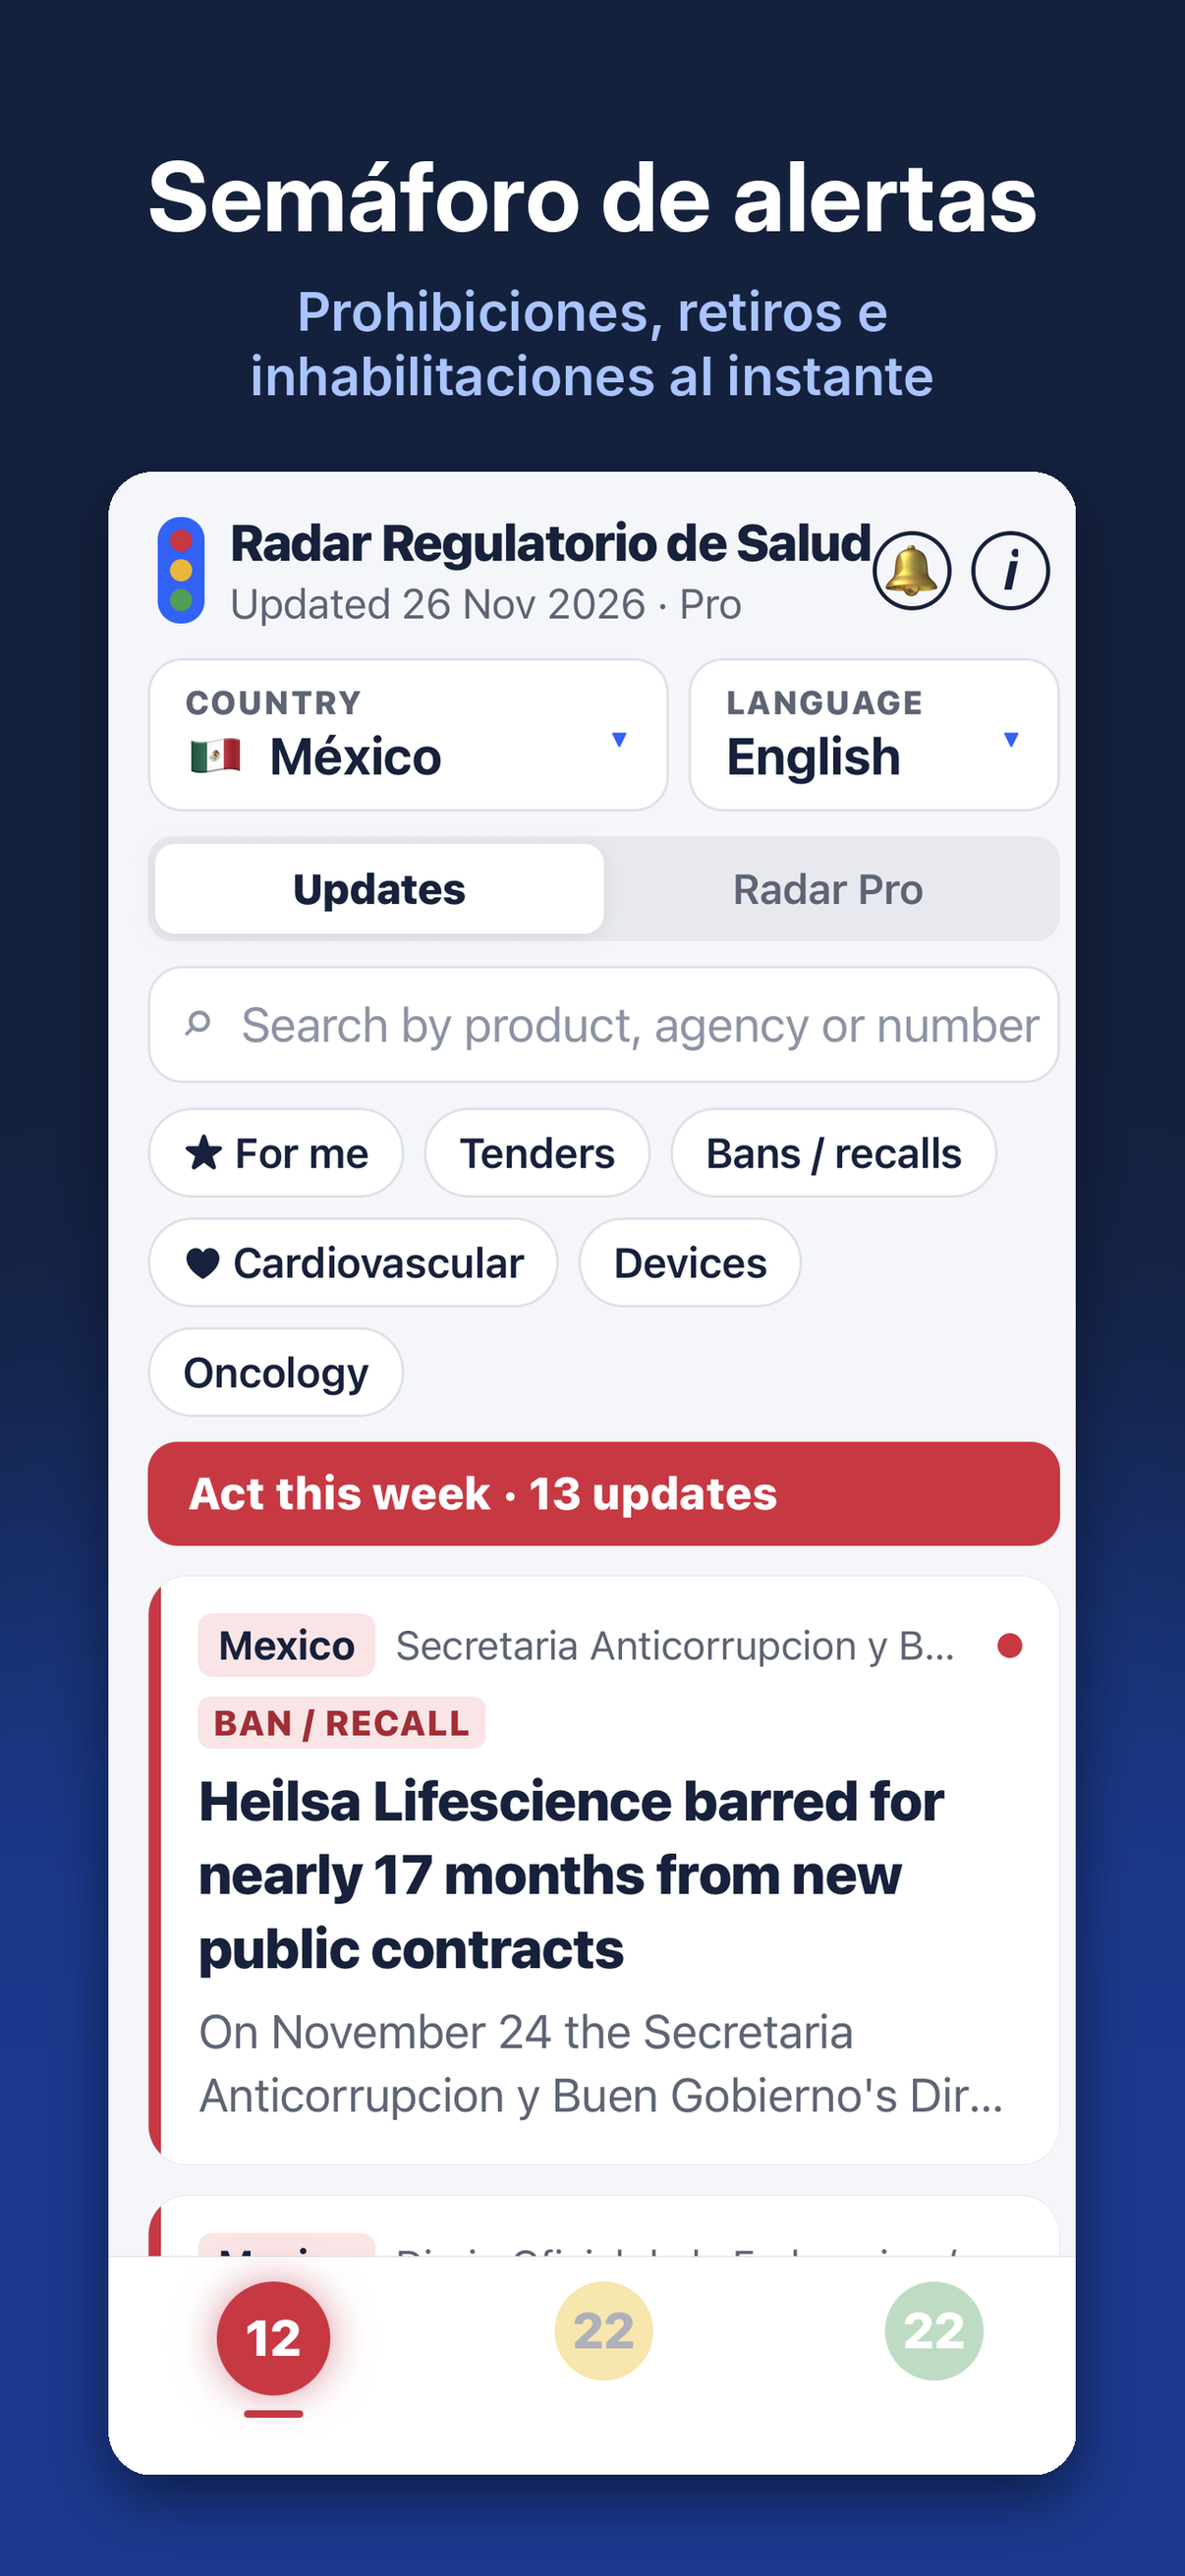 Semáforo de alertas
Prohibiciones, retiros e
inhabilitaciones al instante
Radar Regulatorio de Salud
Updated 26 Nov 2026 · Pro
i
COUNTRY
México
LANGUAGE
English
Updates
Radar Pro
Search by product, agency or number
★ For me
Tenders
Bans / recalls
♥ Cardiovascular
Devices
Oncology
Act this week · 13 updates
Mexico
Secretaria Anticorrupcion y B...
BAN / RECALL
Heilsa Lifescience barred for
nearly 17 months from new
public contracts
On November 24 the Secretaria
Anticorrupcion y Buen Gobierno's Dir...
12
22
22